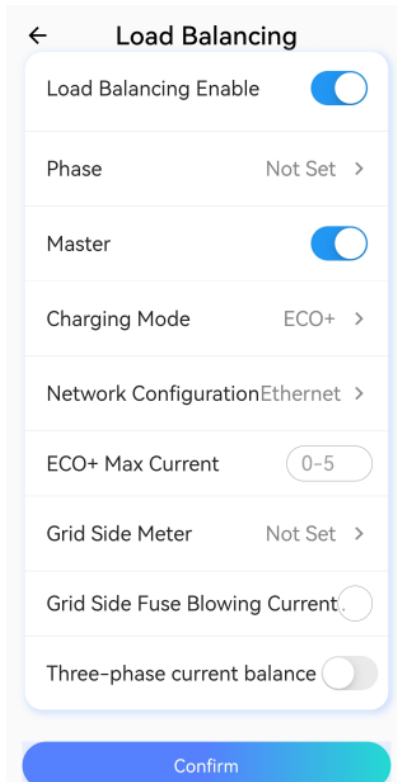 ← Load Balancing
Load Balancing Enable
Phase Not Set >
Master
Charging Mode ECO+ >
Network Configuration Ethernet >
ECO+ Max Current 0-5
Grid Side Meter Not Set >
Grid Side Fuse Blowing Current
Three-phase current balance
Confirm